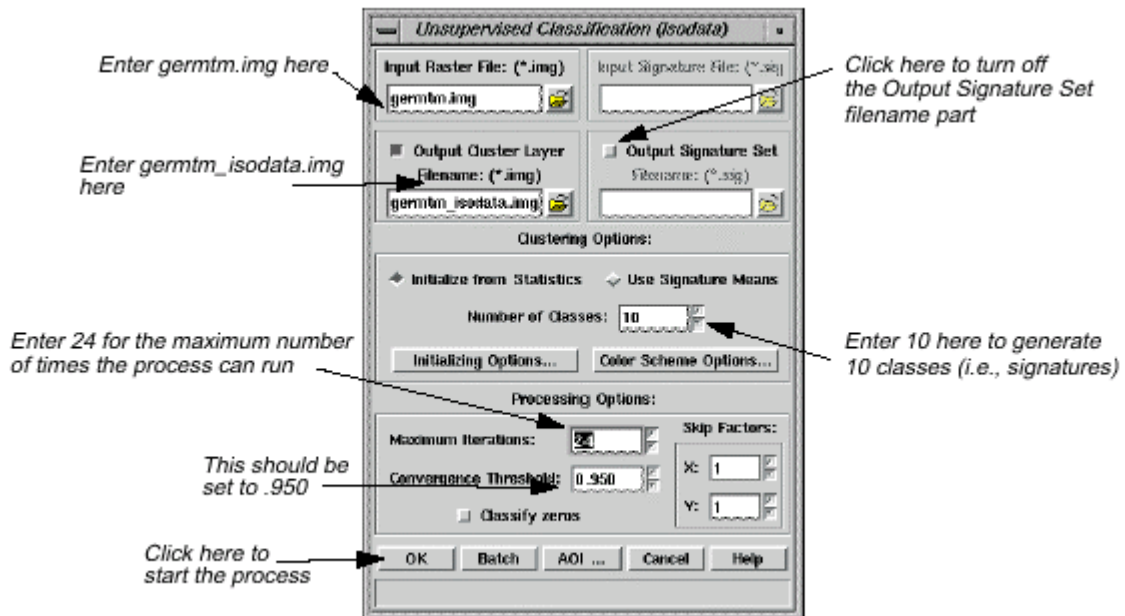 Unsupervised Classification (Isodata)
Enter germtm.img here
Input Raster File: (*.img)
Input Signature File: (*.sig
germtm.img
Click here to turn off
the Output Signature Set
filename part
Enter germtm_isodata.img
here
Output Cluster Layer
Filename: (*.img)
germtm_isodata.img
Output Signature Set
Filename: (*.sig)
Clustering Options:
Initialize from Statistics
Use Signature Means
Number of Classes:
10
Enter 10 here to generate
10 classes (i.e., signatures)
Initializing Options...
Color Scheme Options...
Enter 24 for the maximum number
of times the process can run
Processing Options:
Maximum Iterations:
24
Skip Factors:
This should be
set to .950
Convergence Threshold:
0.950
X:
1
Y:
1
Classify zeros
Click here to
start the process
OK
Batch
AOI ...
Cancel
Help